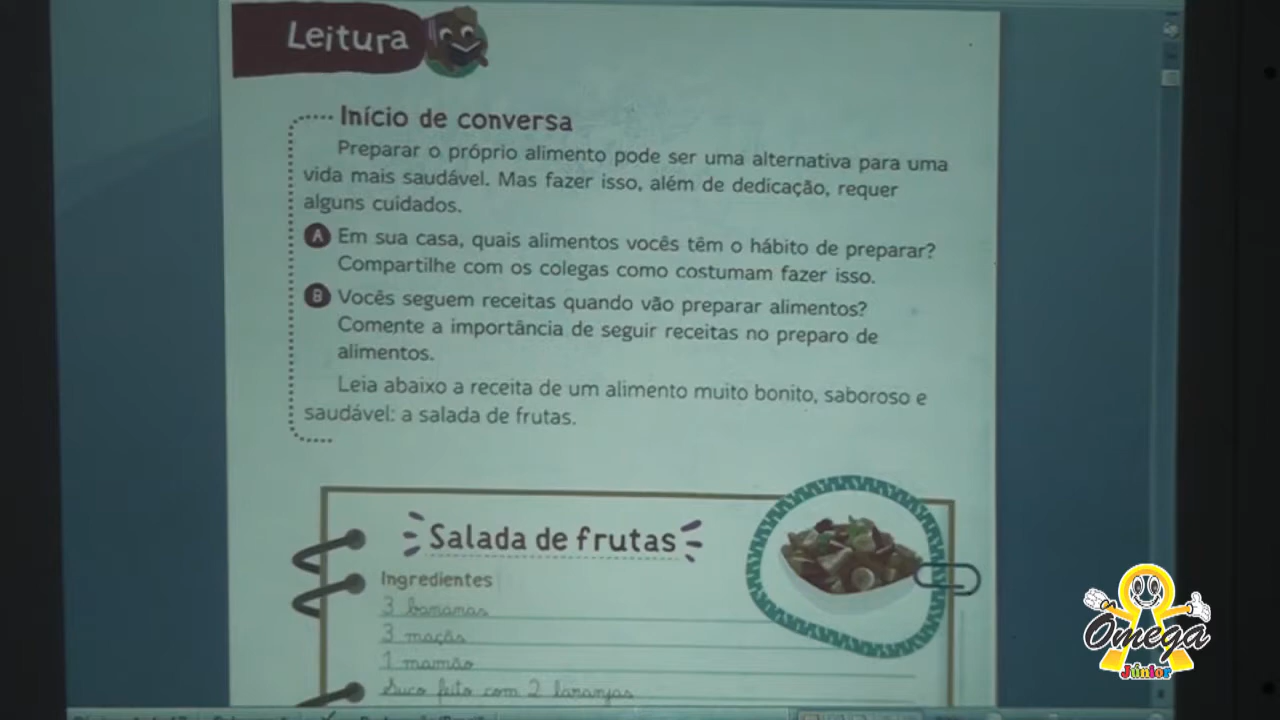 Leitura
Início de conversa
Preparar o próprio alimento pode ser uma alternativa para uma
vida mais saudável. Mas fazer isso, além de dedicação, requer
alguns cuidados.
A Em sua casa, quais alimentos vocês têm o hábito de preparar?
Compartilhe com os colegas como costumam fazer isso.
B Vocês seguem receitas quando vão preparar alimentos?
Comente a importância de seguir receitas no preparo de
alimentos.
Leia abaixo a receita de um alimento muito bonito, saboroso e
saudável: a salada de frutas.
Salada de frutas
Ingredientes
3 bananas
3 maçãs
1 mamão
Suco feito com 2 laranjas
Omega
Júnior